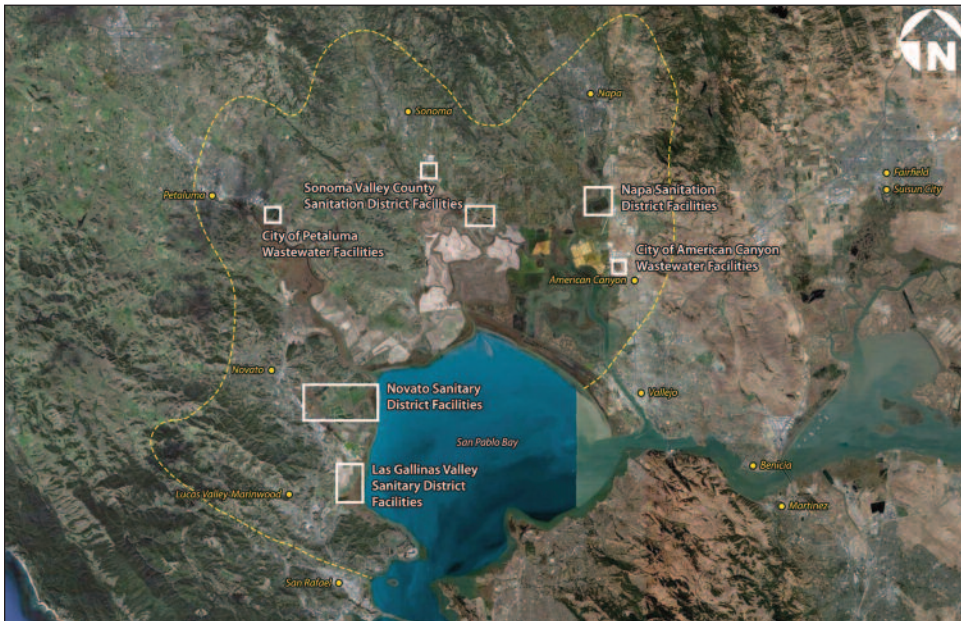 N
Napa
Sonoma
Fairfield
Suisun City
Petaluma
Sonoma Valley County
Sanitation District Facilities
Napa Sanitation
District Facilities
City of Petaluma
Wastewater Facilities
City of American Canyon
Wastewater Facilities
American Canyon
Novato
Novato Sanitary
District Facilities
Vallejo
San Pablo Bay
Benicia
Las Gallinas Valley
Sanitary District
Facilities
Lucas Valley-Marinwood
Martinez
San Rafael